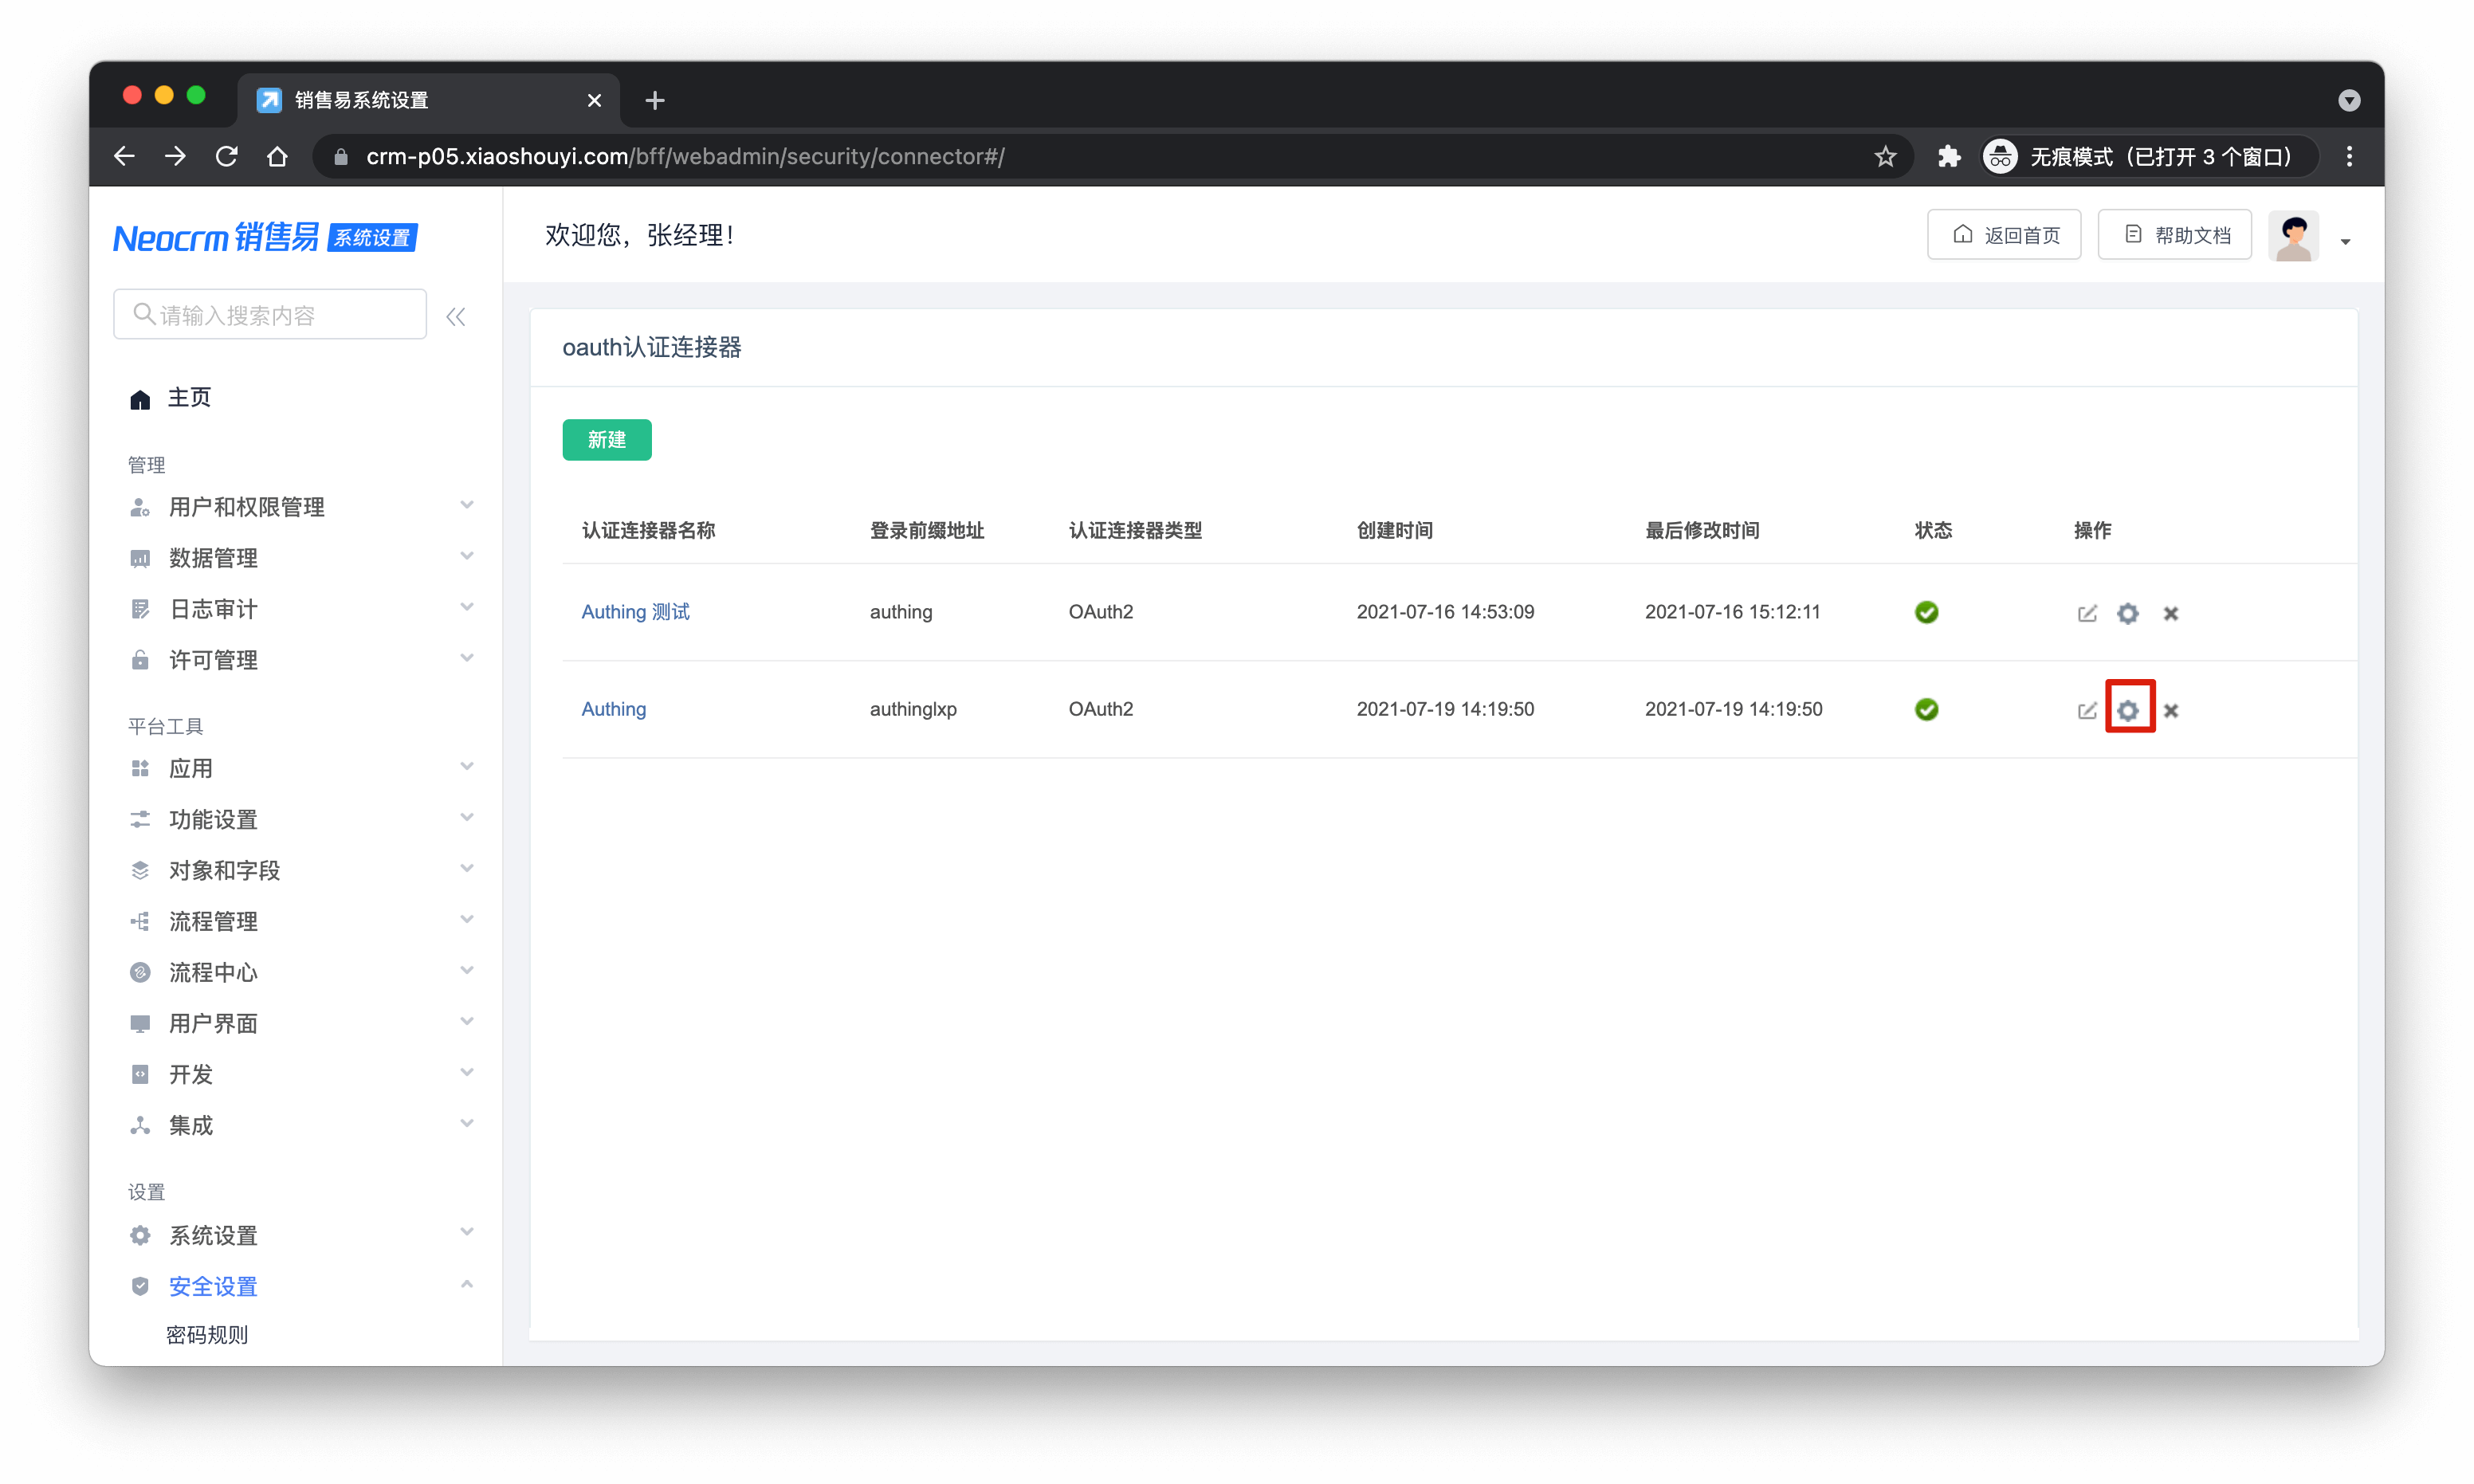 销售易系统设置
crm-p05.xiaoshouyi.com/bff/webadmin/security/connector#/
无痕模式（已打开 3 个窗口）
Neocrm 销售易 系统设置
欢迎您，张经理！
返回首页
帮助文档
请输入搜索内容
主页
管理
用户和权限管理
数据管理
日志审计
许可管理
平台工具
应用
功能设置
对象和字段
流程管理
流程中心
用户界面
开发
集成
设置
系统设置
安全设置
密码规则
oauth认证连接器
新建
认证连接器名称 登录前缀地址 认证连接器类型 创建时间 最后修改时间 状态 操作
Authing 测试 authing OAuth2 2021-07-16 14:53:09 2021-07-16 15:12:11
Authing authinglxp OAuth2 2021-07-19 14:19:50 2021-07-19 14:19:50